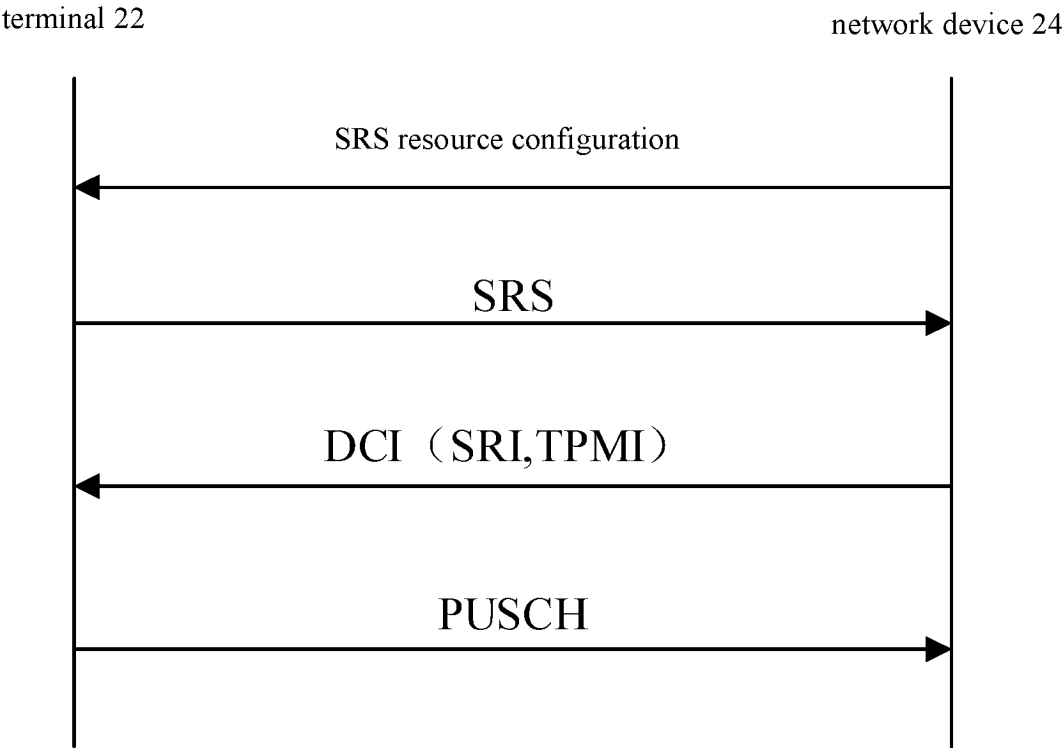 terminal 22
network device 24
SRS resource configuration
SRS
DCI（SRI,TPMI）
PUSCH